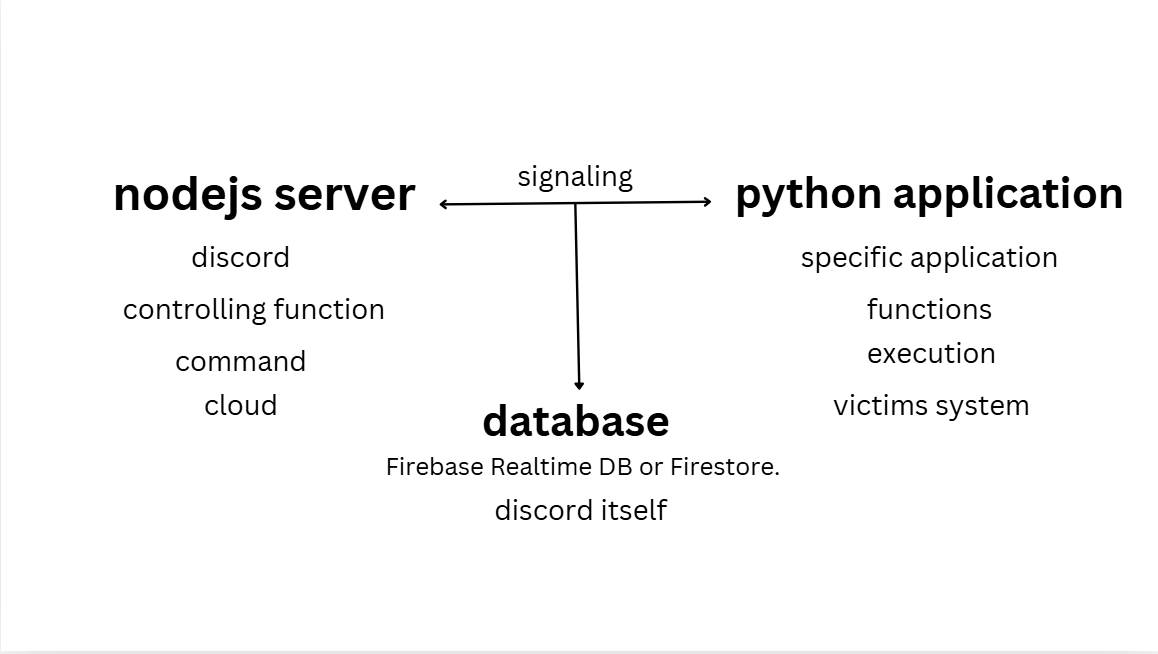 signaling
nodejs server
python application
discord
specific application
controlling function
functions
command
execution
cloud
victims system
database
Firebase Realtime DB or Firestore.
discord itself